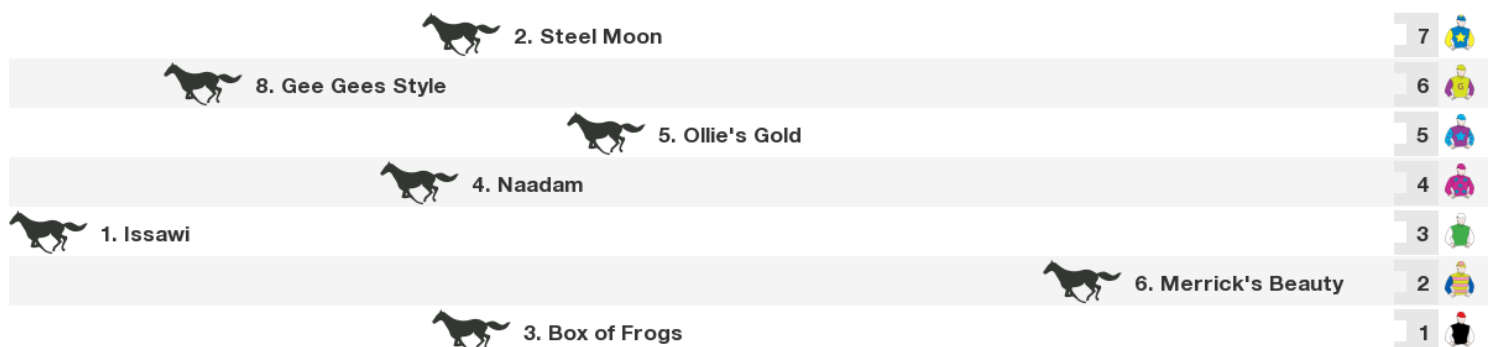 2. Steel Moon 7
8. Gee Gees Style 6 G
5. Ollie's Gold 5
4. Naadam 4
1. Issawi 3
6. Merrick's Beauty 2
3. Box of Frogs 1